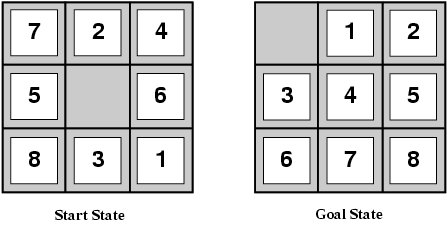 7 2 4
5 6
8 3 1
Start State
1 2
3 4 5
6 7 8
Goal State